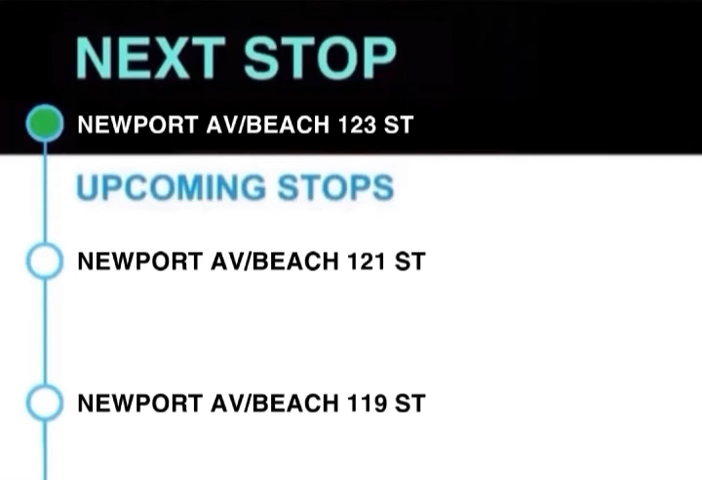 NEXT STOP
NEWPORT AV/BEACH 123 ST
UPCOMING STOPS
NEWPORT AV/BEACH 121 ST
NEWPORT AV/BEACH 119 ST